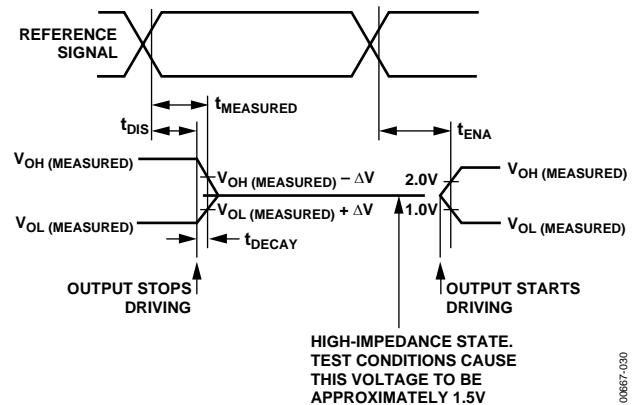 REFERENCE
SIGNAL
tMEASURED
tDIS
tENA
VOH (MEASURED)
VOH (MEASURED) – ΔV
2.0V
VOH (MEASURED)
VOL (MEASURED)
VOL (MEASURED) + ΔV
1.0V
VOL (MEASURED)
tDECAY
OUTPUT STOPS
DRIVING
OUTPUT STARTS
DRIVING
HIGH-IMPEDANCE STATE.
TEST CONDITIONS CAUSE
THIS VOLTAGE TO BE
APPROXIMATELY 1.5V
00667-030